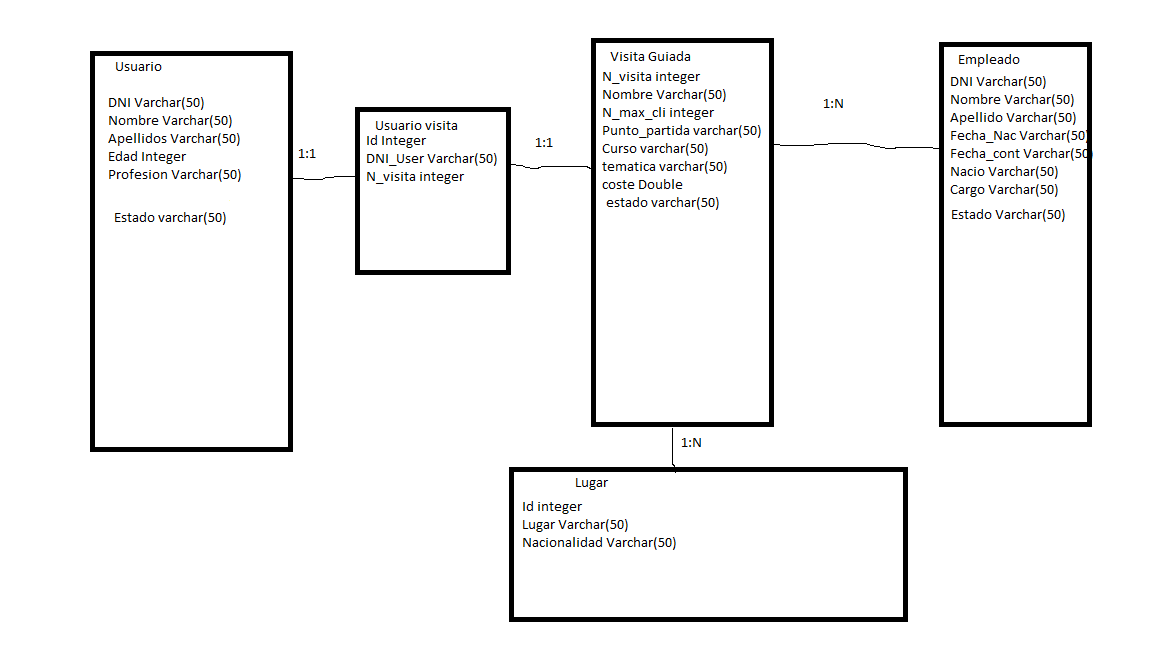 Usuario
DNI Varchar(50)
Nombre Varchar(50)
Apellidos Varchar(50)
Edad Integer
Profesion Varchar(50)
Estado varchar(50)
1:1
Usuario visita
Id Integer
DNI_User Varchar(50)
N_visita integer
1:1
Visita Guiada
N_visita integer
Nombre Varchar(50)
N_max_cli integer
Punto_partida varchar(50)
Curso varchar(50)
tematica varchar(50)
coste Double
estado varchar(50)
1:N
Empleado
DNI Varchar(50)
Nombre Varchar(50)
Apellido Varchar(50)
Fecha_Nac Varchar(50)
Fecha_cont Varchar(50)
Nacio Varchar(50)
Cargo Varchar(50)
Estado Varchar(50)
1:N
Lugar
Id integer
Lugar Varchar(50)
Nacionalidad Varchar(50)